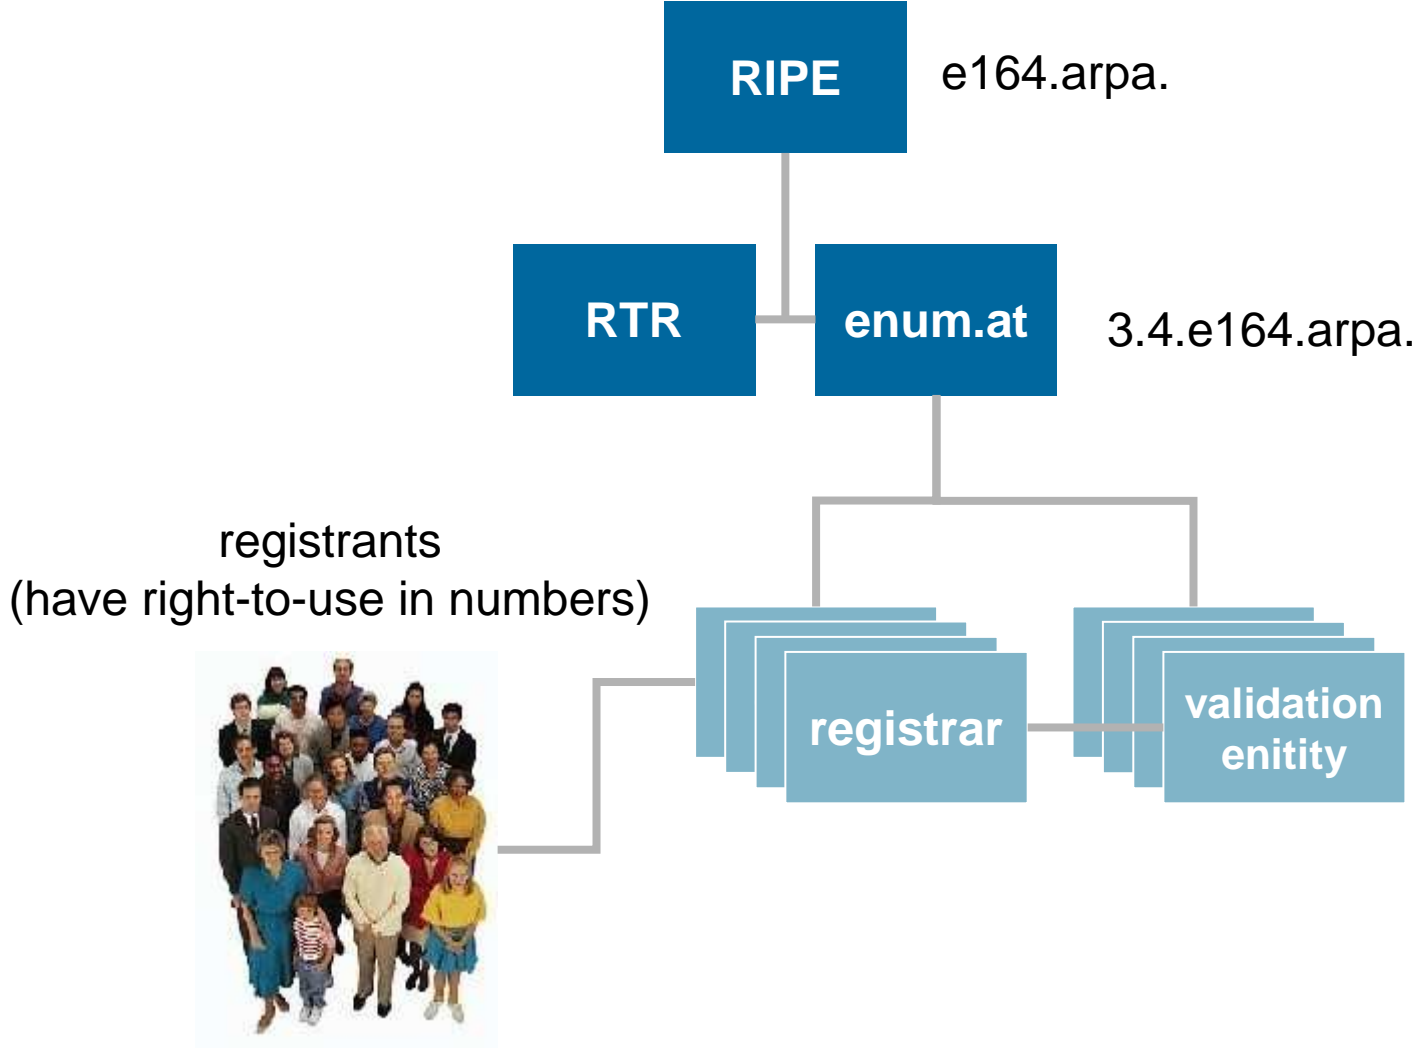 RIPE
e164.arpa.
RTR
enum.at
3.4.e164.arpa.
registrants
(have right-to-use in numbers)
registrar
validation
enitity